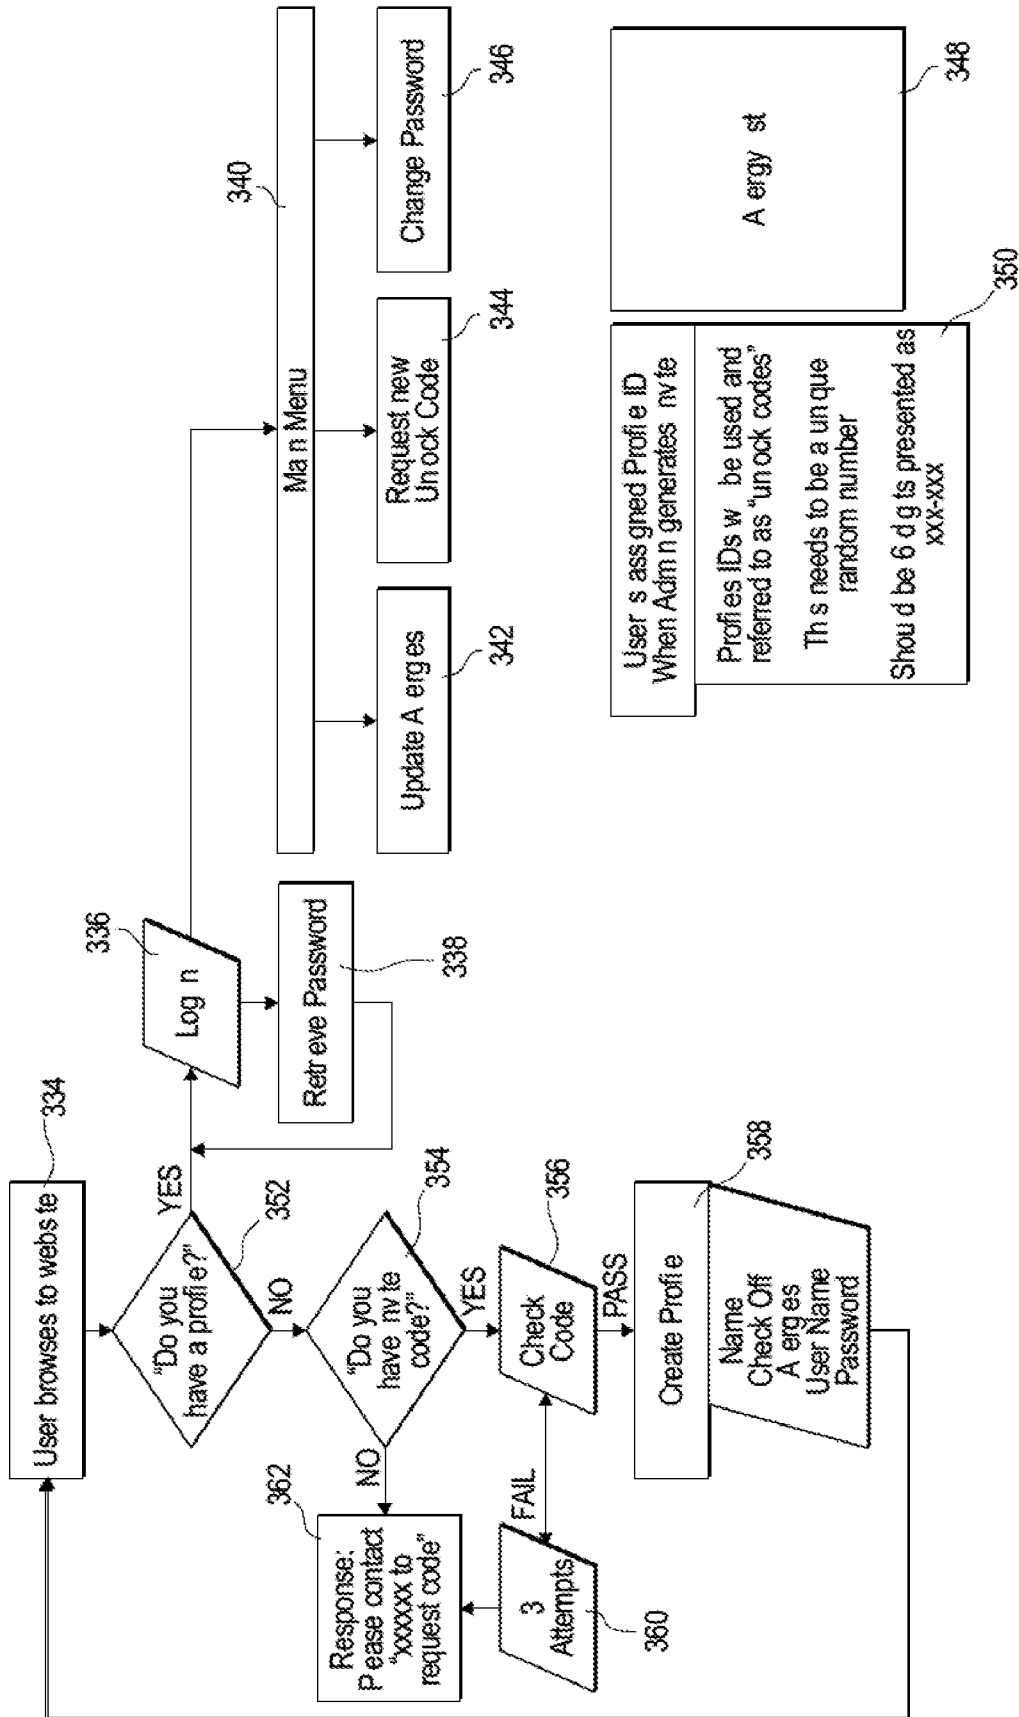 User browses to webs te
334
"Do you
have a profile?"
352
YES
NO
Log n
336
Retr eve Password
338
Ma n Menu
340
Update A erg es
342
Request new
Un ock Code
344
Change Password
346
"Do you
have nv te
code?"
354
NO
YES
Response:
P ease contact
"xxxxxx to
request code"
362
Check
Code
356
FAIL
PASS
3
Attempts
360
Create Profi e
358
Name
Check Off
A erg es
User Name
Password
User s ass gned Profi e ID
When Adm n generates nv te
Profi es IDs w be used and
referred to as "un ock codes"
Th s needs to be a un que
random number
Shou d be 6 d g ts presented as
xxx-xxx
350
A ergy st
348